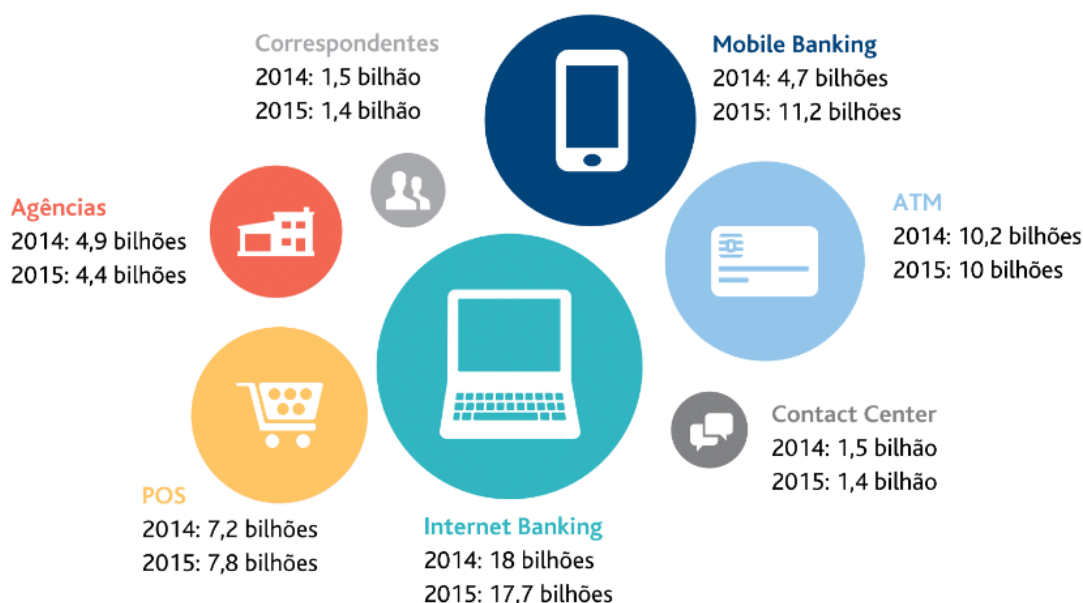 Correspondentes
2014: 1,5 bilhão
2015: 1,4 bilhão
Mobile Banking
2014: 4,7 bilhões
2015: 11,2 bilhões
Agências
2014: 4,9 bilhões
2015: 4,4 bilhões
ATM
2014: 10,2 bilhões
2015: 10 bilhões
POS
2014: 7,2 bilhões
2015: 7,8 bilhões
Internet Banking
2014: 18 bilhões
2015: 17,7 bilhões
Contact Center
2014: 1,5 bilhão
2015: 1,4 bilhão